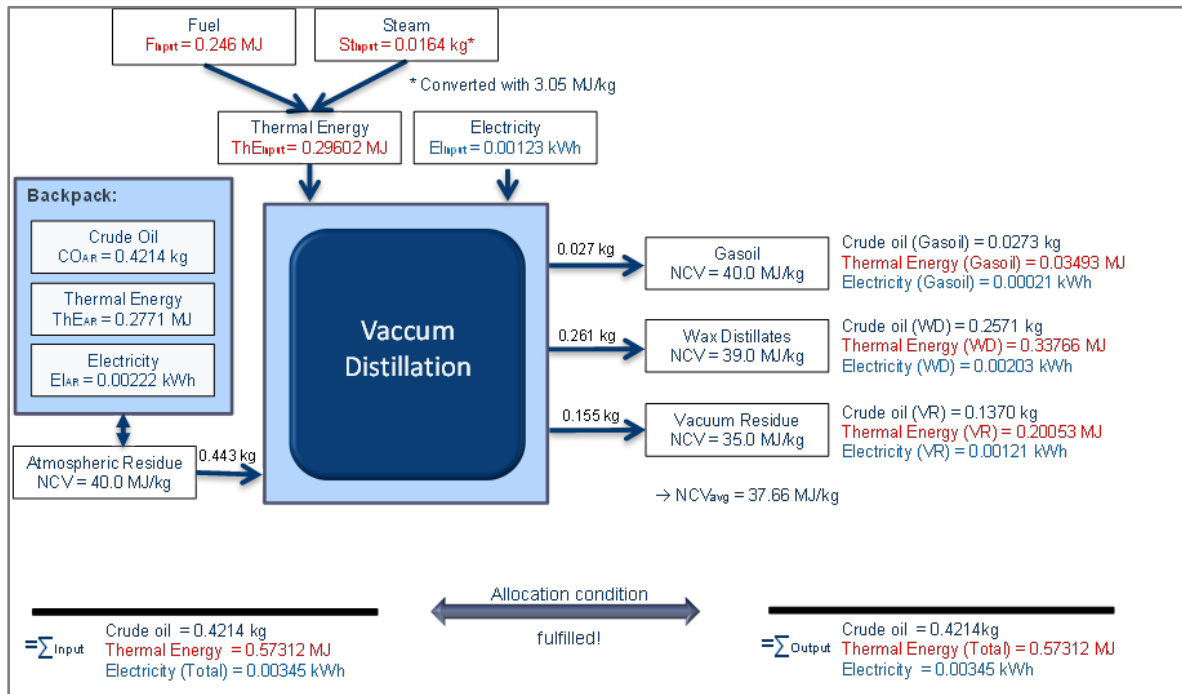 Fuel
FInput = 0.246 MJ
Steam
StInput = 0.0164 kg*
* Converted with 3.05 MJ/kg
Thermal Energy
ThEInput = 0.29602 MJ
Electricity
ElInput = 0.00123 kWh
Backpack:
Crude Oil
COAR = 0.4214 kg
Thermal Energy
ThEAR = 0.2771 MJ
Electricity
ElAR = 0.00222 kWh
Atmospheric Residue
NCV = 40.0 MJ/kg
0.443 kg
Vaccum
Distillation
0.027 kg
Gasoil
NCV = 40.0 MJ/kg
Crude oil (Gasoil) = 0.0273 kg
Thermal Energy (Gasoil) = 0.03493 MJ
Electricity (Gasoil) = 0.00021 kWh
0.261 kg
Wax Distillates
NCV = 39.0 MJ/kg
Crude oil (WD) = 0.2571 kg
Thermal Energy (WD) = 0.33766 MJ
Electricity (WD) = 0.00203 kWh
0.155 kg
Vacuum Residue
NCV = 35.0 MJ/kg
Crude oil (VR) = 0.1370 kg
Thermal Energy (VR) = 0.20053 MJ
Electricity (VR) = 0.00121 kWh
→ NCVavg = 37.66 MJ/kg
=∑Input
Crude oil = 0.4214 kg
Thermal Energy = 0.57312 MJ
Electricity (Total) = 0.00345 kWh
Allocation condition
fulfilled!
=∑Output
Crude oil = 0.4214kg
Thermal Energy (Total) = 0.57312 MJ
Electricity = 0.00345 kWh